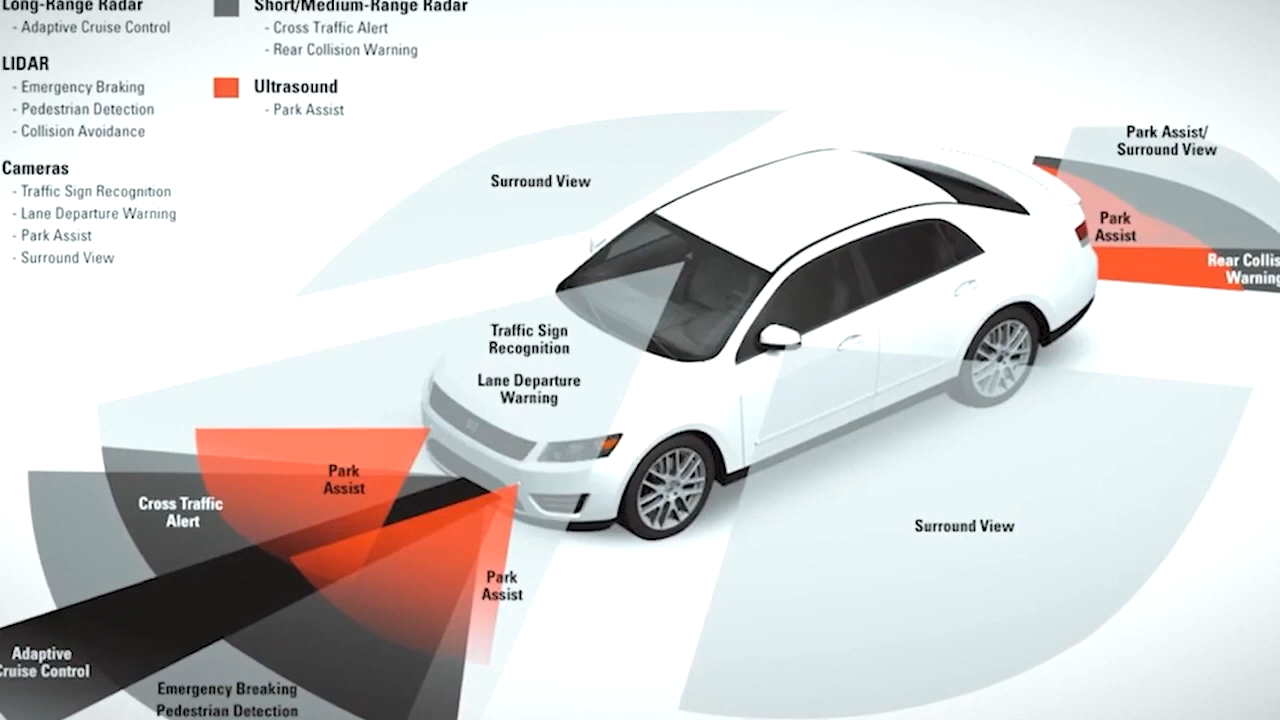 Long-Range Radar
- Adaptive Cruise Control
LIDAR
- Emergency Braking
- Pedestrian Detection
- Collision Avoidance
Cameras
- Traffic Sign Recognition
- Lane Departure Warning
- Park Assist
- Surround View
Short/Medium-Range Radar
- Cross Traffic Alert
- Rear Collision Warning
Ultrasound
- Park Assist
Surround View
Park Assist/
Surround View
Park
Assist
Rear Collis
Warning
Traffic Sign
Recognition
Lane Departure
Warning
Park
Assist
Cross Traffic
Alert
Surround View
Park
Assist
Adaptive
Cruise Control
Emergency Breaking
Pedestrian Detection